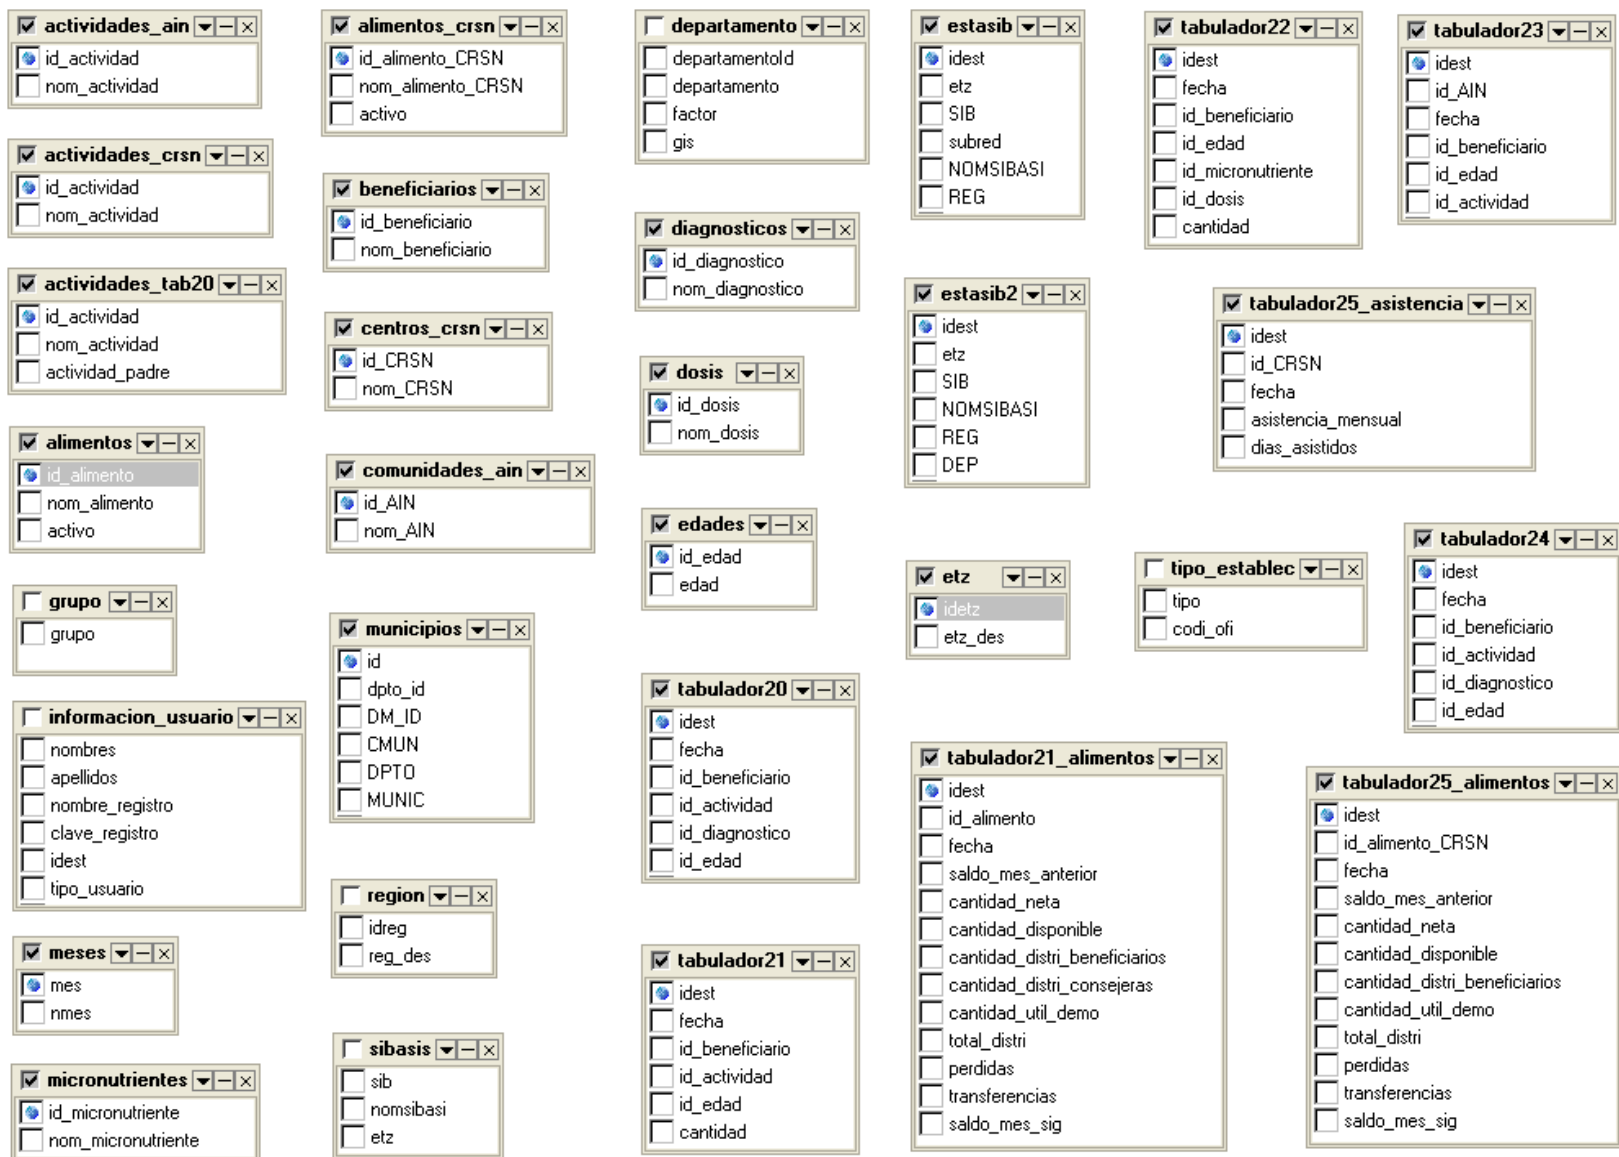 actividades_ain
id_actividad
nom_actividad
actividades_crsn
id_actividad
nom_actividad
actividades_tab20
id_actividad
nom_actividad
actividad_padre
alimentos
id_alimento
nom_alimento
activo
grupo
grupo
informacion_usuario
nombres
apellidos
nombre_registro
clave_registro
idest
tipo_usuario
meses
mes
nmes
micronutrientes
id_micronutriente
nom_micronutriente
alimentos_crsn
id_alimento_CRSN
nom_alimento_CRSN
activo
beneficiarios
id_beneficiario
nom_beneficiario
centros_crsn
id_CRSN
nom_CRSN
comunidades_ain
id_AIN
nom_AIN
municipios
id
dpto_id
DM_ID
CMUN
DPTO
MUNIC
region
idreg
reg_des
sibasis
sib
nomsibasi
etz
departamento
departamentoId
departamento
factor
gis
diagnosticos
id_diagnostico
nom_diagnostico
dosis
id_dosis
nom_dosis
edades
id_edad
edad
tabulador20
idest
fecha
id_beneficiario
id_actividad
id_diagnostico
id_edad
tabulador21
idest
fecha
id_beneficiario
id_actividad
id_edad
cantidad
estasib
idest
etz
SIB
subred
NOMSIBASI
REG
estasib2
idest
etz
SIB
NOMSIBASI
REG
DEP
etz
idetz
etz_des
tabulador21_alimentos
idest
id_alimento
fecha
saldo_mes_anterior
cantidad_neta
cantidad_disponible
cantidad_distri_beneficiarios
cantidad_distri_consejeras
cantidad_util_demo
total_distri
perdidas
transferencias
saldo_mes_sig
tabulador22
idest
fecha
id_beneficiario
id_edad
id_micronutriente
id_dosis
cantidad
tabulador23
idest
id_AIN
fecha
id_beneficiario
id_edad
id_actividad
tabulador25_asistencia
idest
id_CRSN
fecha
asistencia_mensual
dias_asistidos
tipo_establec
tipo
codi_ofi
tabulador24
idest
fecha
id_beneficiario
id_actividad
id_diagnostico
id_edad
tabulador25_alimentos
idest
id_alimento_CRSN
fecha
saldo_mes_anterior
cantidad_neta
cantidad_disponible
cantidad_distri_beneficiarios
cantidad_util_demo
total_distri
perdidas
transferencias
saldo_mes_sig